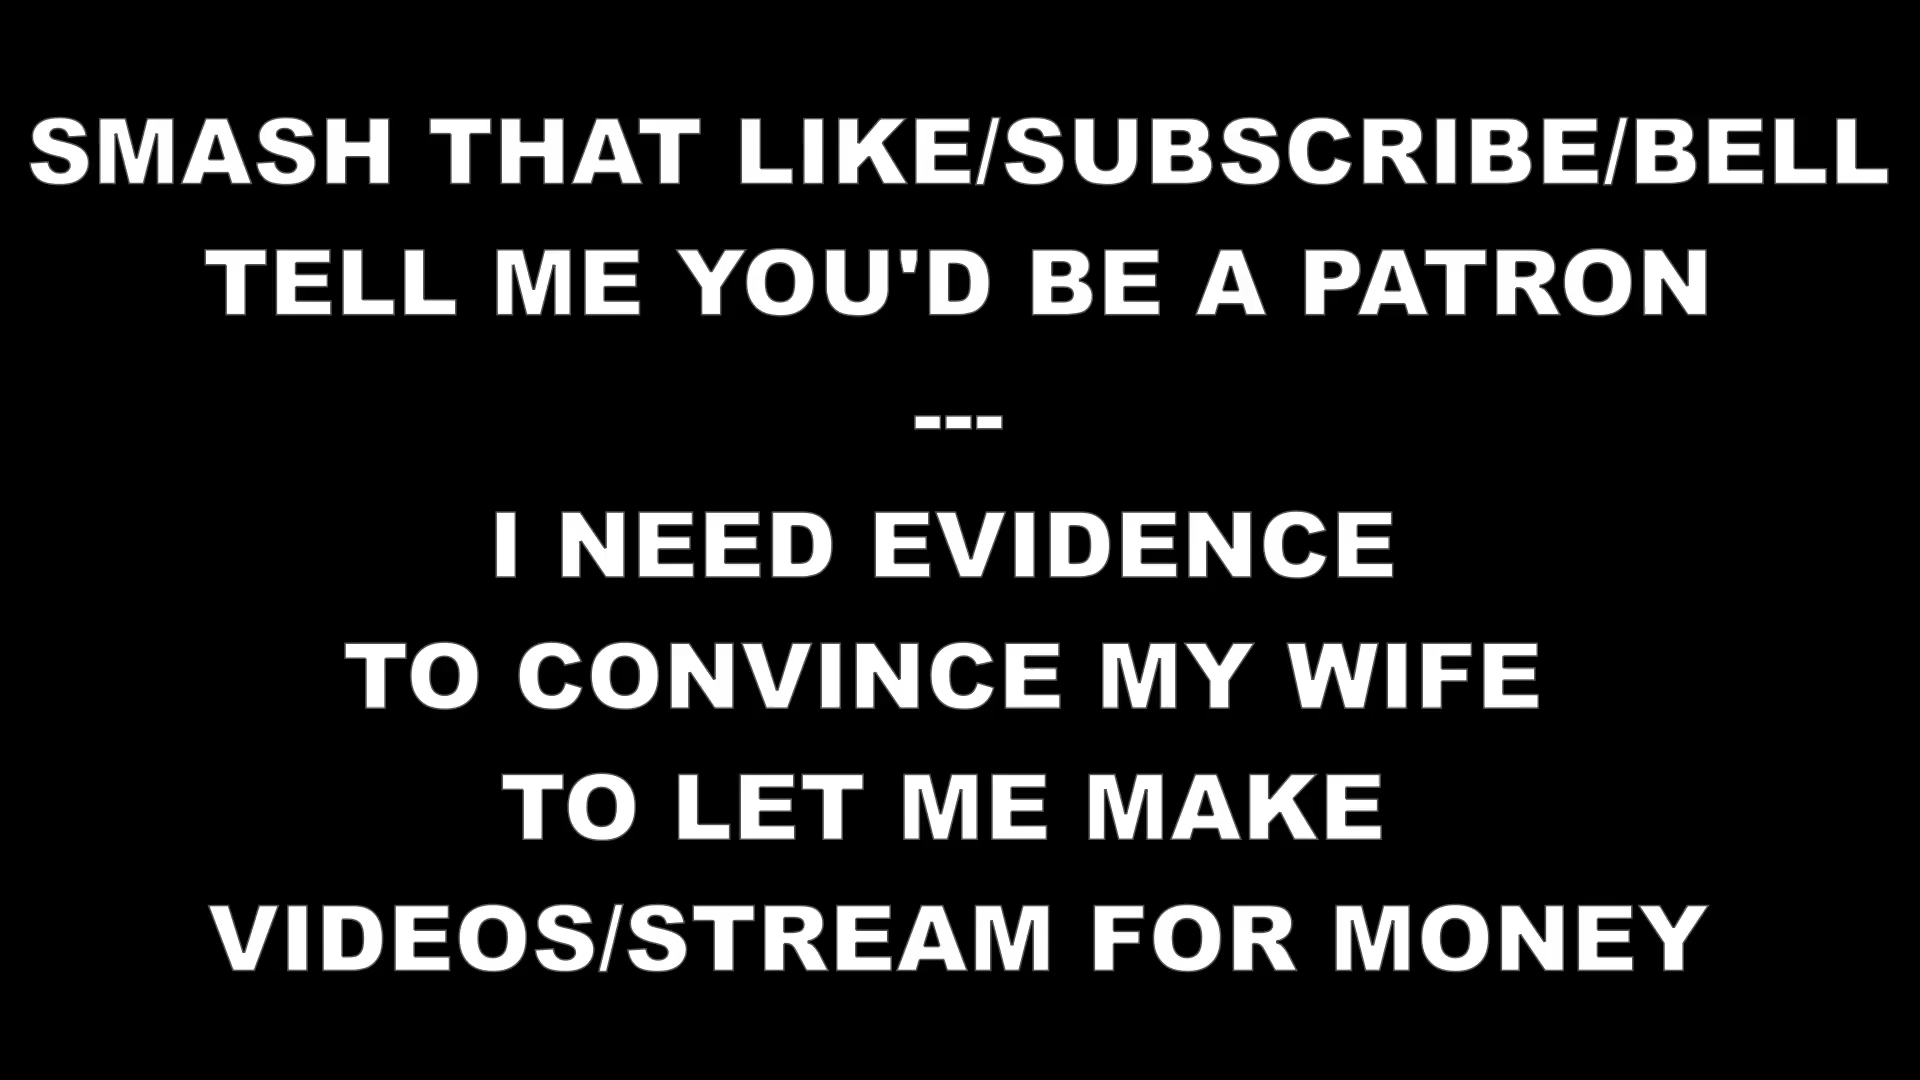 SMASH THAT LIKE/SUBSCRIBE/BELL
TELL ME YOU'D BE A PATRON
---
I NEED EVIDENCE
TO CONVINCE MY WIFE
TO LET ME MAKE
VIDEOS/STREAM FOR MONEY